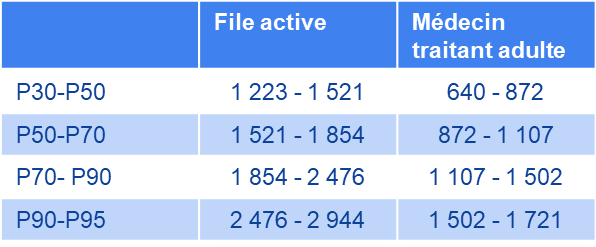 File active Médecin
traitant adulte
P30-P50 1 223 - 1 521 640 - 872
P50-P70 1 521 - 1 854 872 - 1 107
P70- P90 1 854 - 2 476 1 107 - 1 502
P90-P95 2 476 - 2 944 1 502 - 1 721